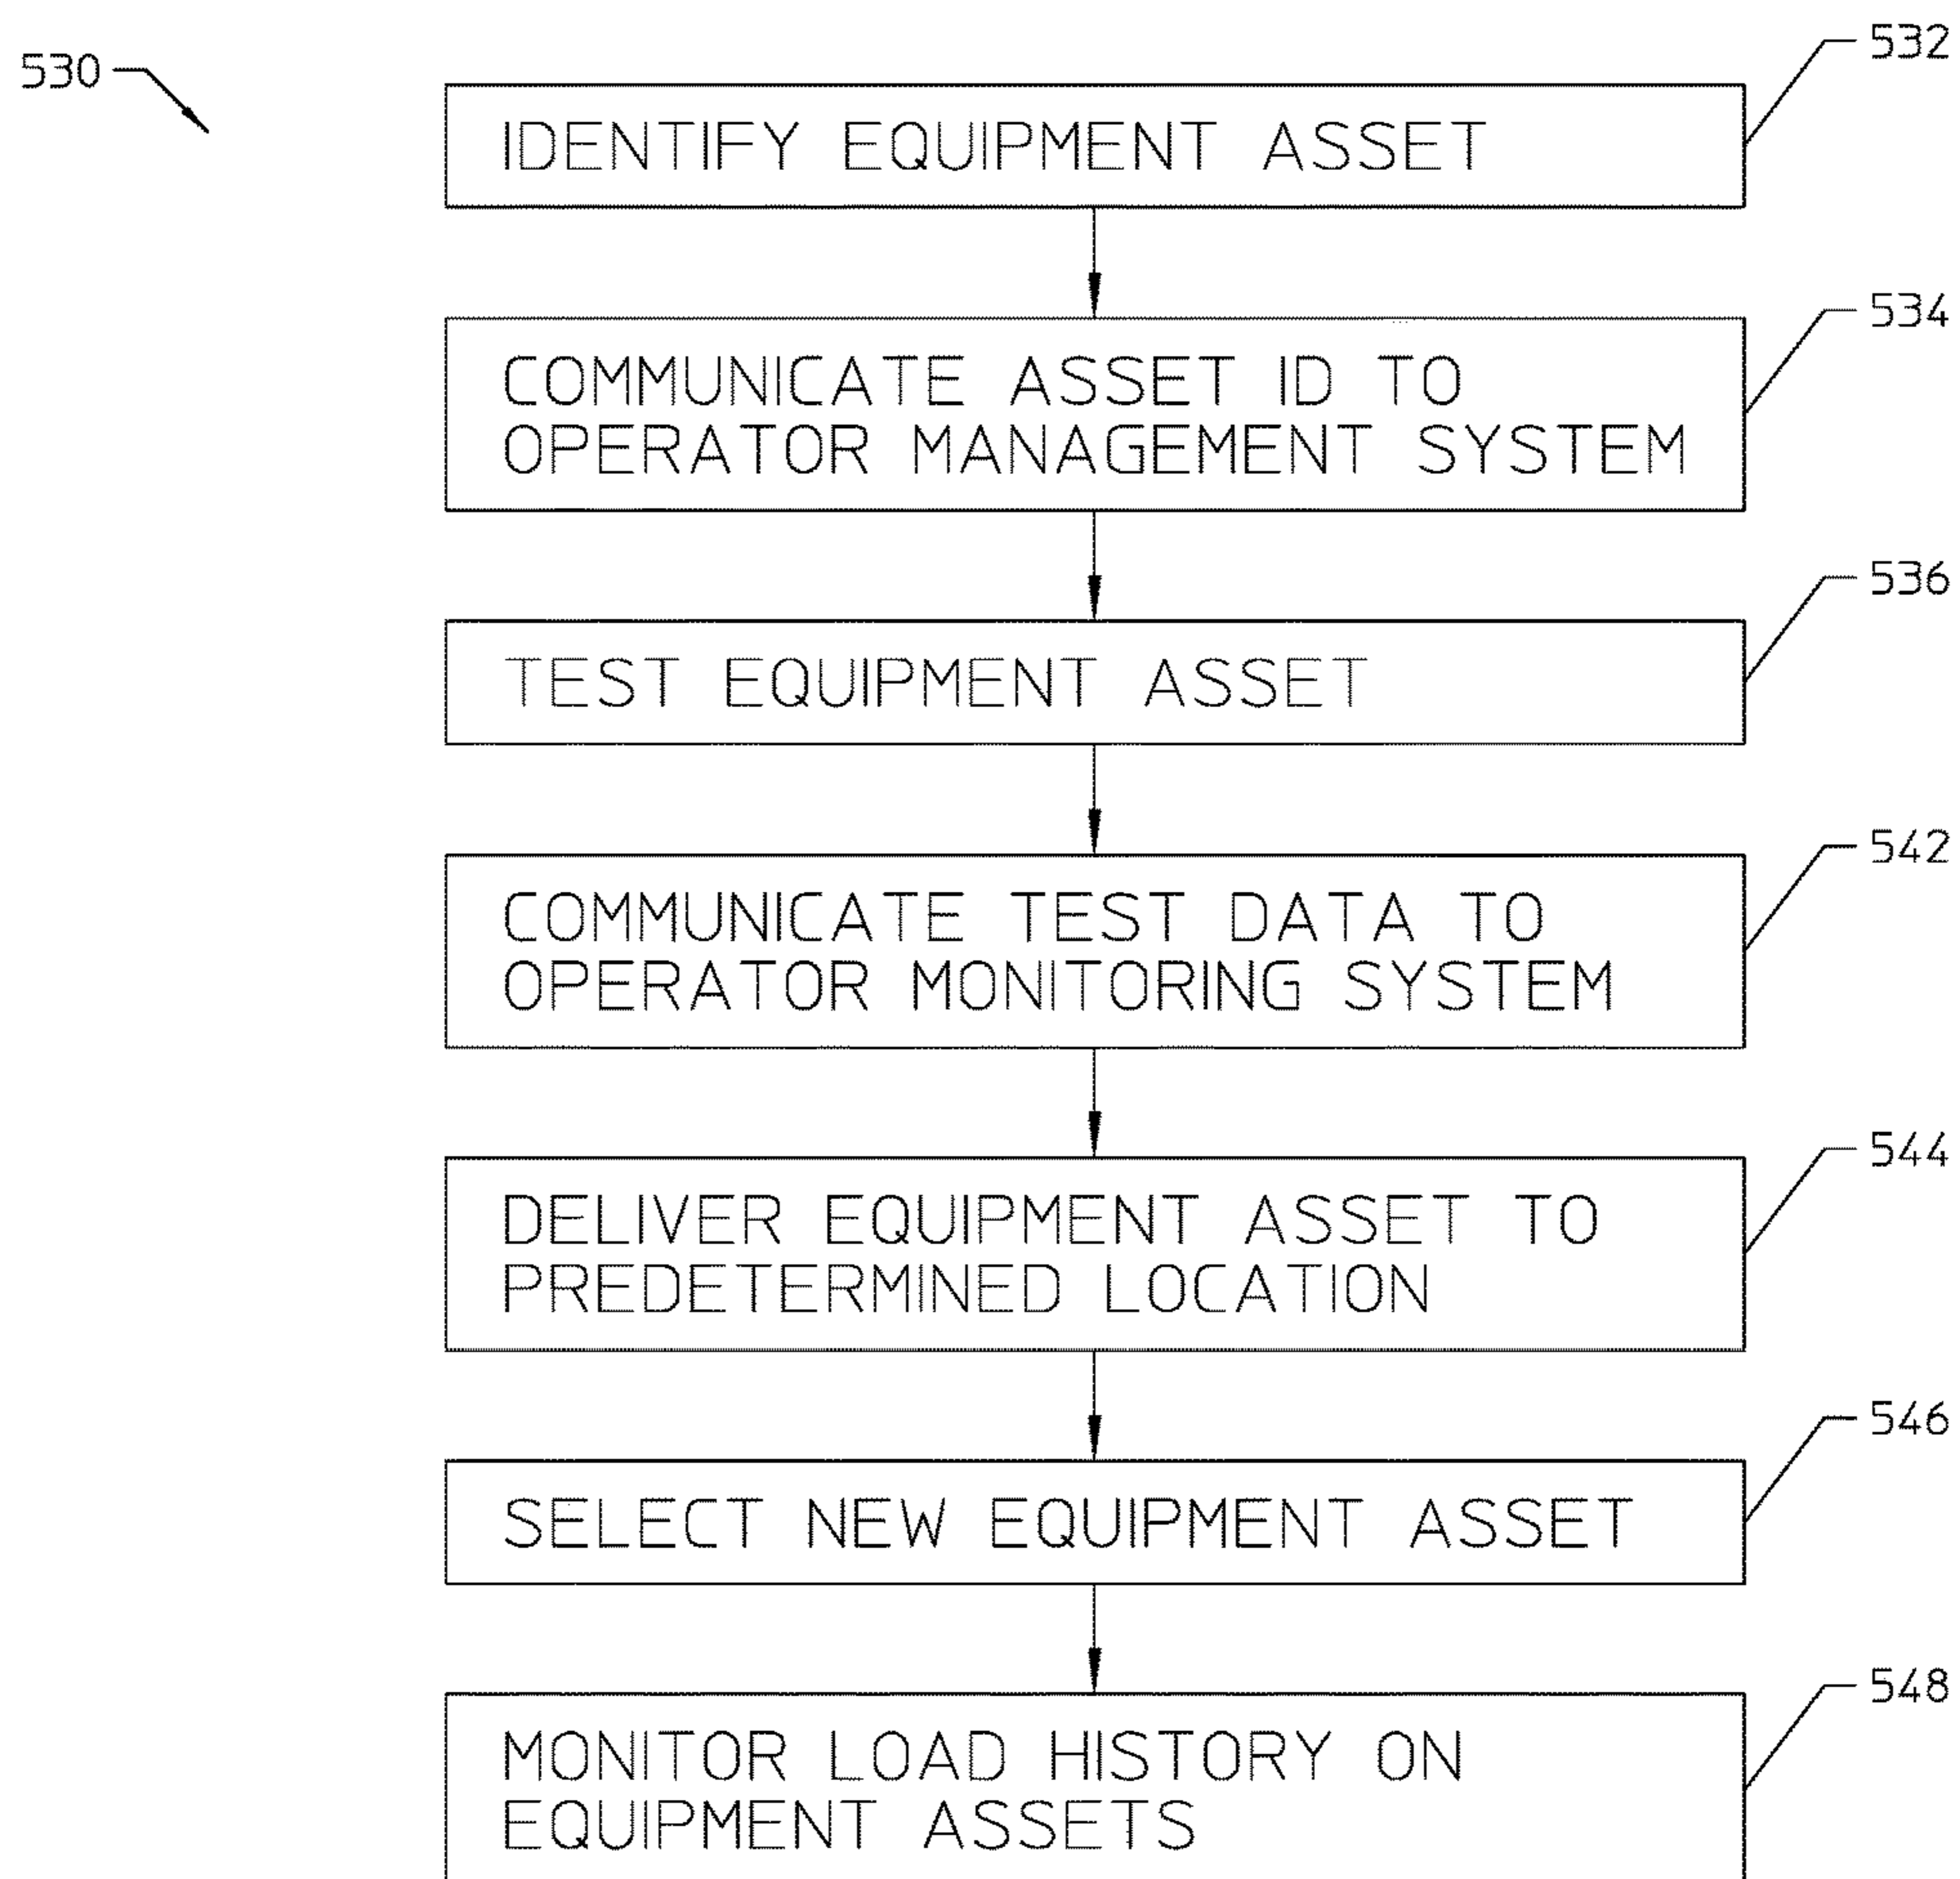 530
532
IDENTIFY EQUIPMENT ASSET
534
COMMUNICATE ASSET ID TO
OPERATOR MANAGEMENT SYSTEM
536
TEST EQUIPMENT ASSET
542
COMMUNICATE TEST DATA TO
OPERATOR MONITORING SYSTEM
544
DELIVER EQUIPMENT ASSET TO
PREDETERMINED LOCATION
546
SELECT NEW EQUIPMENT ASSET
548
MONITOR LOAD HISTORY ON
EQUIPMENT ASSETS